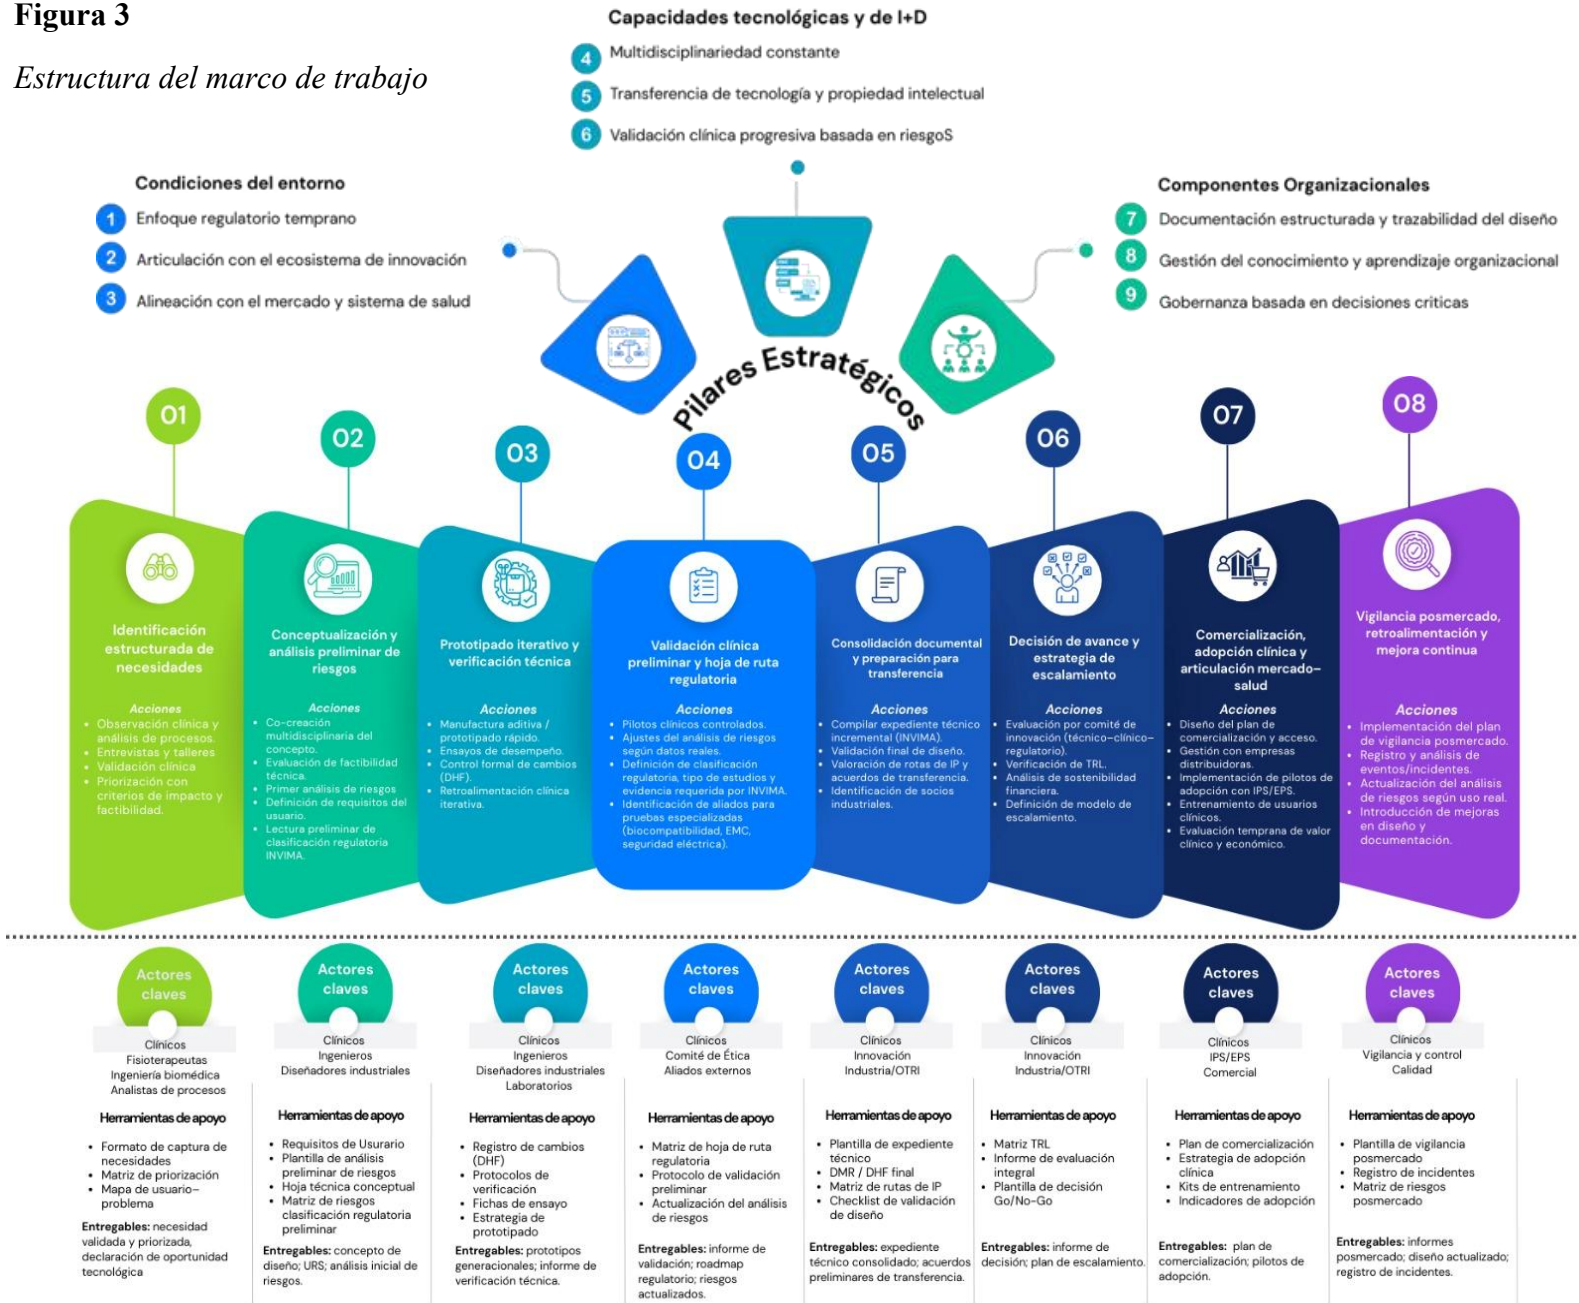 Figura 3
Estructura del marco de trabajo
Capacidades tecnológicas y de I+D
4 Multidisciplinariedad constante
5 Transferencia de tecnología y propiedad intelectual
6 Validación clínica progresiva basada en riesgoS
Condiciones del entorno
1 Enfoque regulatorio temprano
2 Articulación con el ecosistema de innovación
3 Alineación con el mercado y sistema de salud
Componentes Organizacionales
7 Documentación estructurada y trazabilidad del diseño
8 Gestión del conocimiento y aprendizaje organizacional
9 Gobernanza basada en decisiones criticas
Pilares Estratégicos
01
Identificación
estructurada de
necesidades
Acciones
• Observación clínica y
análisis de procesos.
• Entrevistas y talleres
• Validación clínica
• Priorización con
criterios de impacto y
factibilidad.
02
Conceptualización y
análisis preliminar de
riesgos
Acciones
• Co-creación
multidisciplinaria del
concepto.
• Evaluación de factibilidad
técnica.
• Primer análisis de riesgos
• Definición de requisitos del
usuario.
• Lectura preliminar de
clasificación regulatoria
INVIMA.
03
Prototipado iterativo y
verificación técnica
Acciones
• Manufactura aditiva /
prototipado rápido.
• Ensayos de desempeño.
• Control formal de cambios
(DHF).
• Retroalimentación clínica
iterativa.
04
Validación clínica
preliminar y hoja de ruta
regulatoria
Acciones
• Pilotos clínicos controlados.
• Ajustes del análisis de riesgos
según datos reales.
• Definición de clasificación
regulatoria, tipo de estudios y
evidencia requerida por INVIMA.
• Identificación de aliados para
pruebas especializadas
(biocompatibilidad, EMC,
seguridad eléctrica).
05
Consolidación documental
y preparación para
transferencia
Acciones
• Compilar expediente técnico
incremental (INVIMA).
• Validación final de diseño.
• Valoración de rotas de IP y
acuerdos de transferencia.
• Identificación de socios
industriales.
06
Decisión de avance y
estrategia de
escalamiento
Acciones
• Evaluación por comité de
innovación (técnico–clínico–
regulatorio).
• Verificación de TRL.
• Análisis de sostenibilidad
financiera.
• Definición de modelo de
escalamiento.
07
Comercialización,
adopción clínica y
articulación mercado–
salud
Acciones
• Diseño del plan de
comercialización y acceso.
• Gestión con empresas
distribuidoras.
• Implementación de pilotos de
adopción con IPS/EPS.
• Entrenamiento de usuarios
clínicos.
• Evaluación temprana de valor
clínico y económico.
08
Vigilancia posmercado,
retroalimentación y
mejora continua
Acciones
• Implementación del plan
de vigilancia posmercado.
• Registro y análisis de
eventos/incidentes.
• Actualización del análisis
de riesgos según uso real.
• Introducción de mejoras
en diseño y
documentación.
Actores
claves
Clínicos
Fisioterapeutas
Ingeniería biomédica
Analistas de procesos
Herramientas de apoyo
• Formato de captura de
necesidades
• Matriz de priorización
• Mapa de usuario–
problema
Entregables: necesidad
validada y priorizada,
declaración de oportunidad
tecnológica
Actores
claves
Clínicos
Ingenieros
Diseñadores industriales
Herramientas de apoyo
• Requisitos de Usurario
• Plantilla de análisis
preliminar de riesgos
• Hoja técnica conceptual
• Matriz de riesgos
clasificación regulatoria
preliminar
Entregables: concepto de
diseño; URS; análisis inicial de
riesgos.
Actores
claves
Clínicos
Ingenieros
Diseñadores industriales
Laboratorios
Herramientas de apoyo
• Registro de cambios
(DHF)
• Protocolos de
verificación
• Fichas de ensayo
• Estrategia de
prototipado
Entregables: prototipos
generacionales; informe de
verificación técnica.
Actores
claves
Clínicos
Comité de Ética
Aliados externos
Herramientas de apoyo
• Matriz de hoja de ruta
regulatoria
• Protocolo de validación
preliminar
• Actualización del análisis
de riesgos
Entregables: informe de
validación; roadmap
regulatorio; riesgos
actualizados.
Actores
claves
Clínicos
Innovación
Industria/OTRI
Herramientas de apoyo
• Plantilla de expediente
técnico
• DMR / DHF final
• Matriz de rutas de IP
• Checklist de validación
de diseño
Entregables: expediente
técnico consolidado; acuerdos
preliminares de transferencia.
Actores
claves
Clínicos
Innovación
Industria/OTRI
Herramientas de apoyo
• Matriz TRL
• Informe de evaluación
integral
• Plantilla de decisión
Go/No-Go
Entregables: informe de
decisión; plan de escalamiento.
Actores
claves
Clínicos
IPS/EPS
Comercial
Herramientas de apoyo
• Plan de comercialización
• Estrategia de adopción
clínica
• Kits de entrenamiento
• Indicadores de adopción
Entregables: plan de
comercialización; pilotos de
adopción.
Actores
claves
Clínicos
Vigilancia y control
Calidad
Herramientas de apoyo
• Plantilla de vigilancia
posmercado
• Registro de incidentes
• Matriz de riesgos
posmercado
Entregables: informes
posmercado; diseño actualizado;
registro de incidentes.